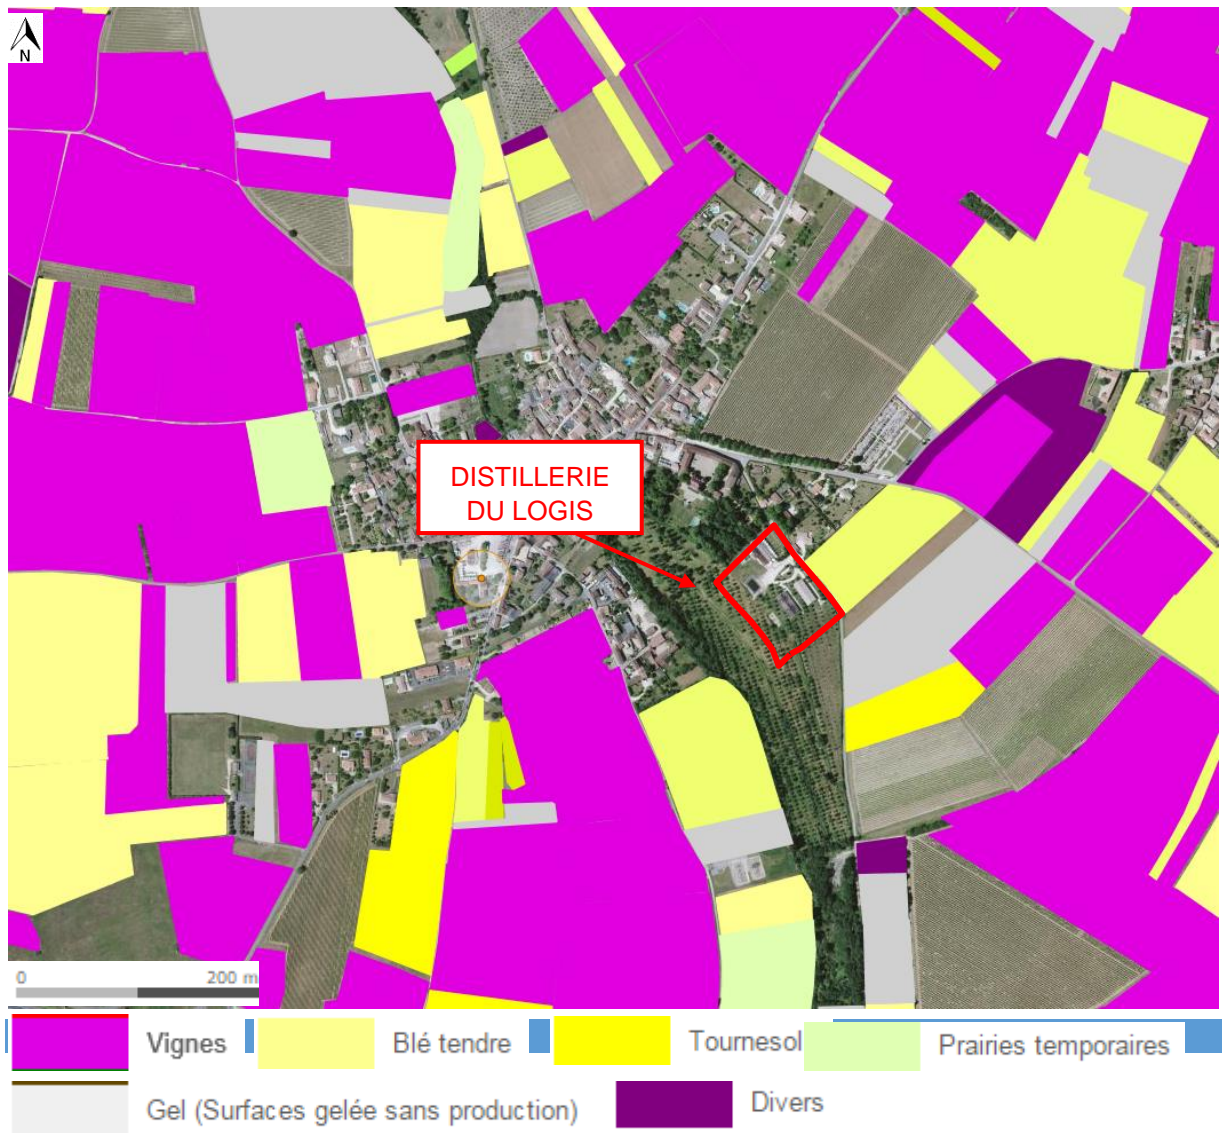 N
DISTILLERIE
DU LOGIS
0 200 m
Vignes Blé tendre Tournesol Prairies temporaires
Gel (Surfaces gelée sans production) Divers